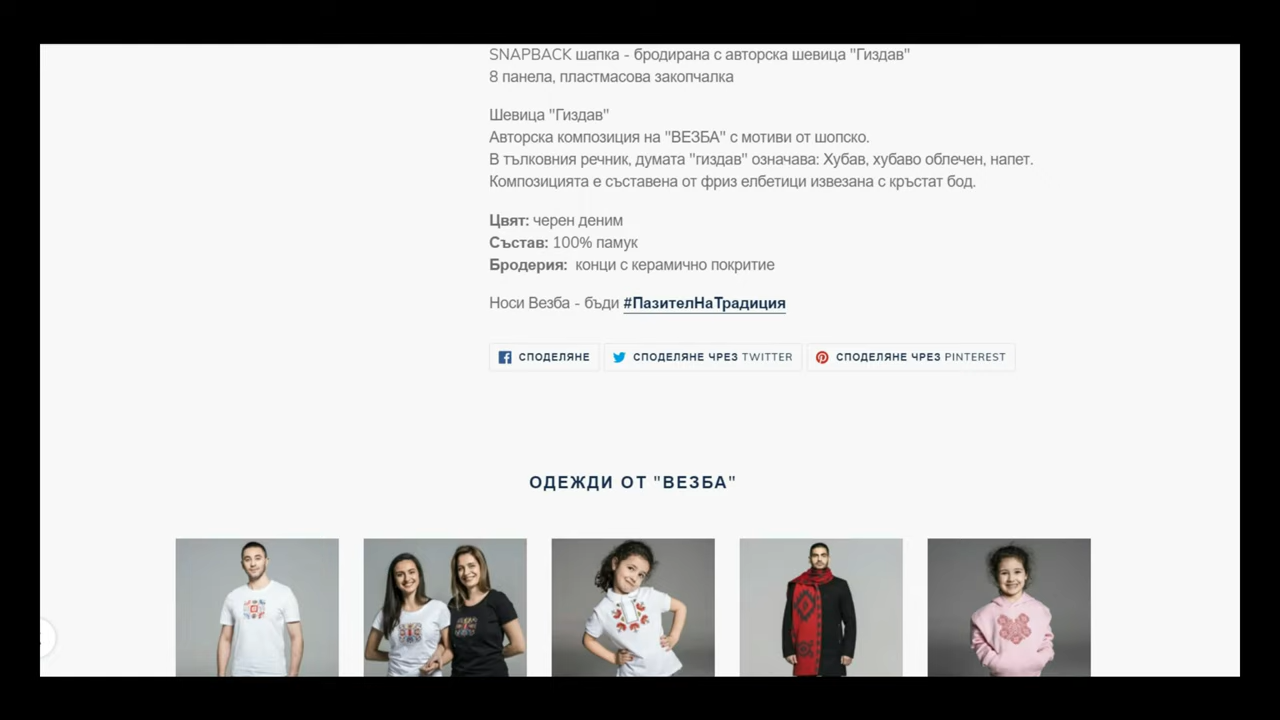 SNAPBACK шапка - бродирана с авторска шевица "Гиздав"
8 панела, пластмасова закопчалка
Шевица "Гиздав"
Авторска композиция на "ВЕЗБА" с мотиви от шопско.
В тълковния речник, думата "гиздав" означава: Хубав, хубаво облечен, напет.
Композицията е съставена от фриз елбетици извезана с кръстат бод.
Цвят: черен деним
Състав: 100% памук
Бродерия: конци с керамично покритие
Носи Везба - бъди #ПазителНаТрадиция
СПОДЕЛЯНЕ СПОДЕЛЯНЕ ЧРЕЗ TWITTER СПОДЕЛЯНЕ ЧРЕЗ PINTEREST
ОДЕЖДИ ОТ "ВЕЗБА"